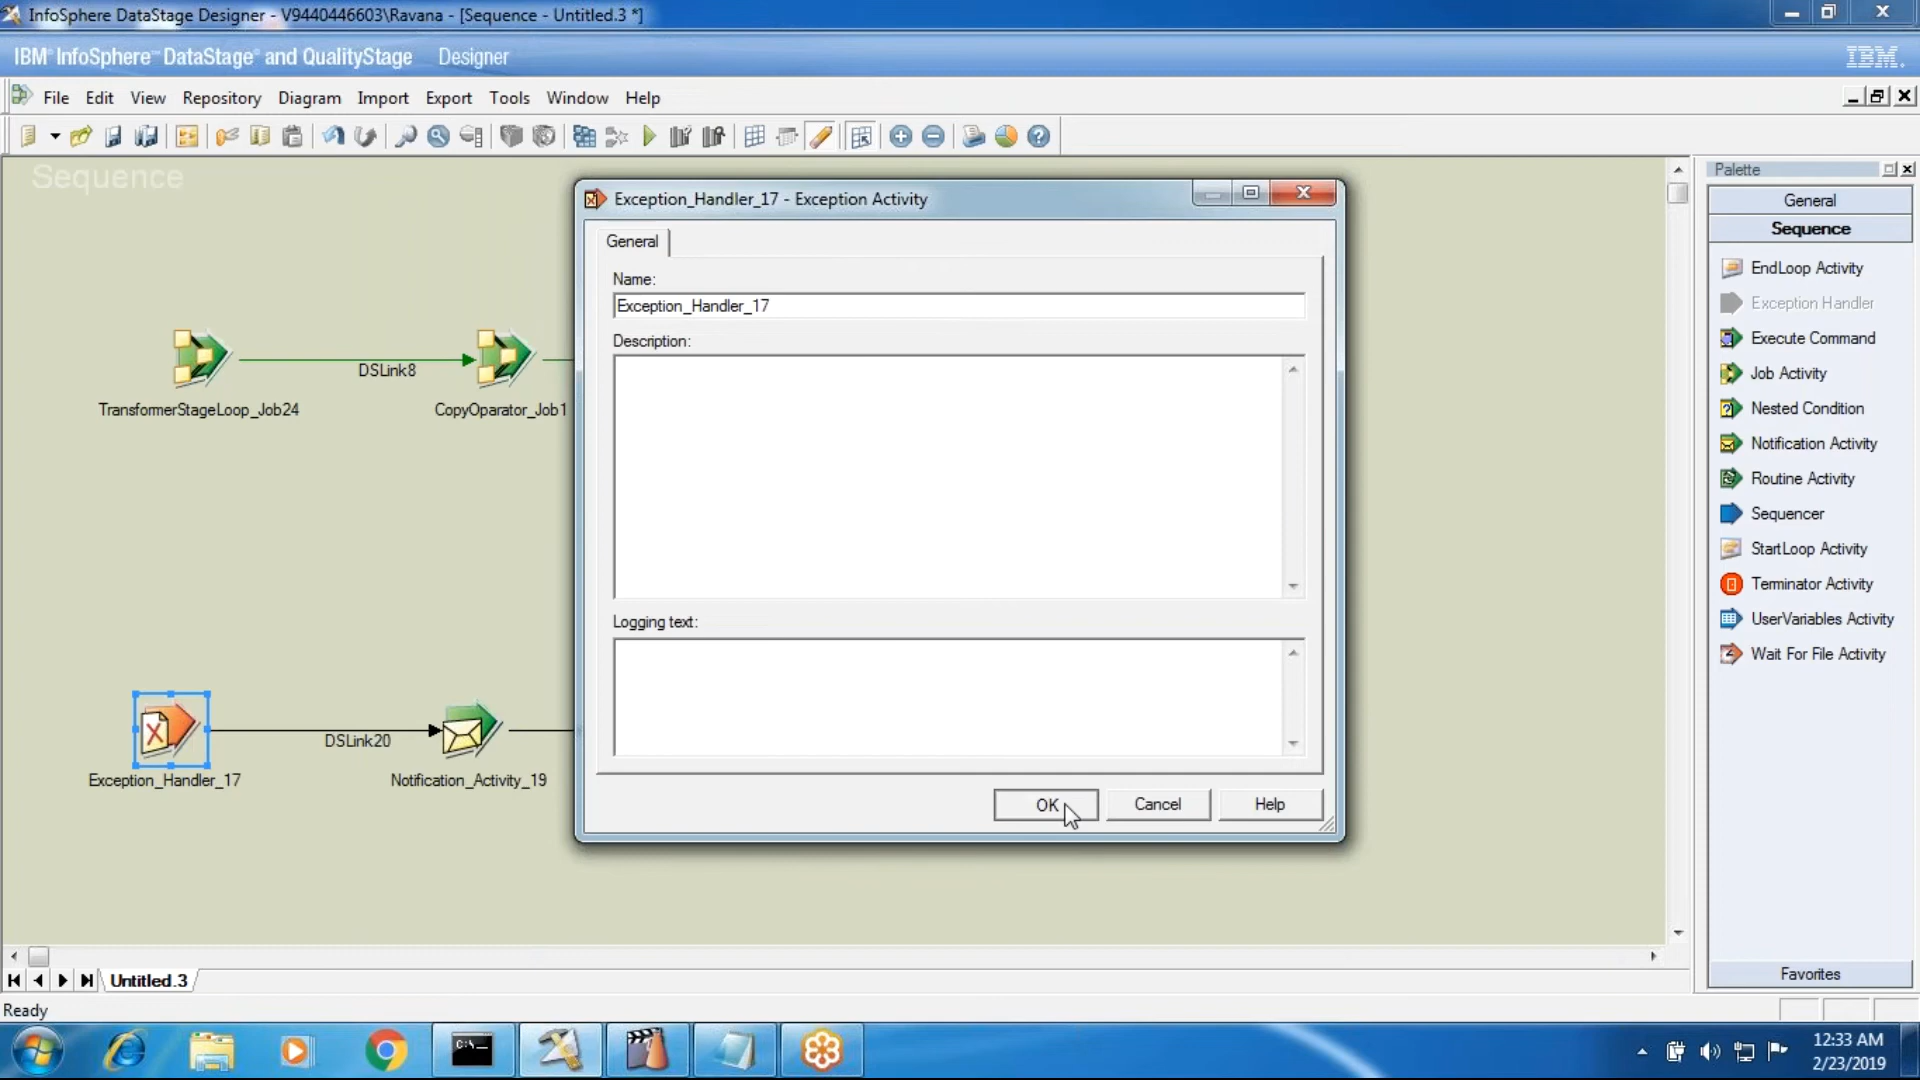 InfoSphere DataStage Designer - V9440446603\Ravana - [Sequence - Untitled.3 *]
IBM® InfoSphere™ DataStage® and QualityStage Designer
IBM.
File Edit View Repository Diagram Import Export Tools Window Help
Sequence
Palette
General
Sequence
EndLoop Activity
Exception Handler
Execute Command
Job Activity
Nested Condition
Notification Activity
Routine Activity
Sequencer
StartLoop Activity
Terminator Activity
UserVariables Activity
Wait For File Activity
Favorites
Exception_Handler_17 - Exception Activity
General
Name:
Exception_Handler_17
Description:
Logging text:
OK Cancel Help
DSLink8
TransformerStageLoop_Job24
CopyOparator_Job1
DSLink20
Exception_Handler_17
Notification_Activity_19
Untitled.3
Ready
C:\_
12:33 AM
2/23/2019